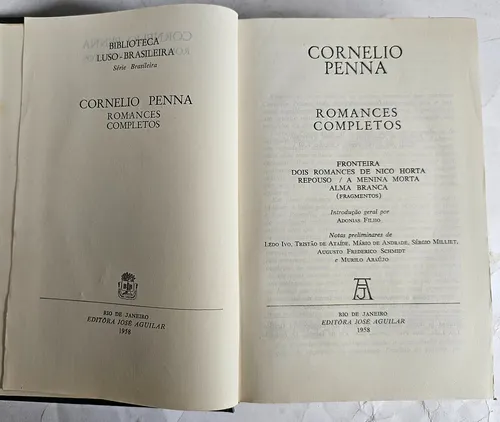 BIBLIOTECA
LUSO-BRASILEIRA
Série Brasileira
CORNELIO PENNA
ROMANCES
COMPLETOS
RIO DE JANEIRO
EDITÔRA JOSÉ AGUILAR
1958
CORNELIO
PENNA
ROMANCES
COMPLETOS
FRONTEIRA
DOIS ROMANCES DE NICO HORTA
REPOUSO / A MENINA MORTA
ALMA BRANCA
(FRAGMENTOS)
Introdução geral por
ADONIAS FILHO
Notas preliminares de
LEDO IVO, TRISTÃO DE ATAÍDE, MÁRIO DE ANDRADE, SÉRGIO MILLIET,
AUGUSTO FREDERICO SCHMIDT
e MURILO ARAÚJO.
RIO DE JANEIRO
EDITÔRA JOSÉ AGUILAR
1958